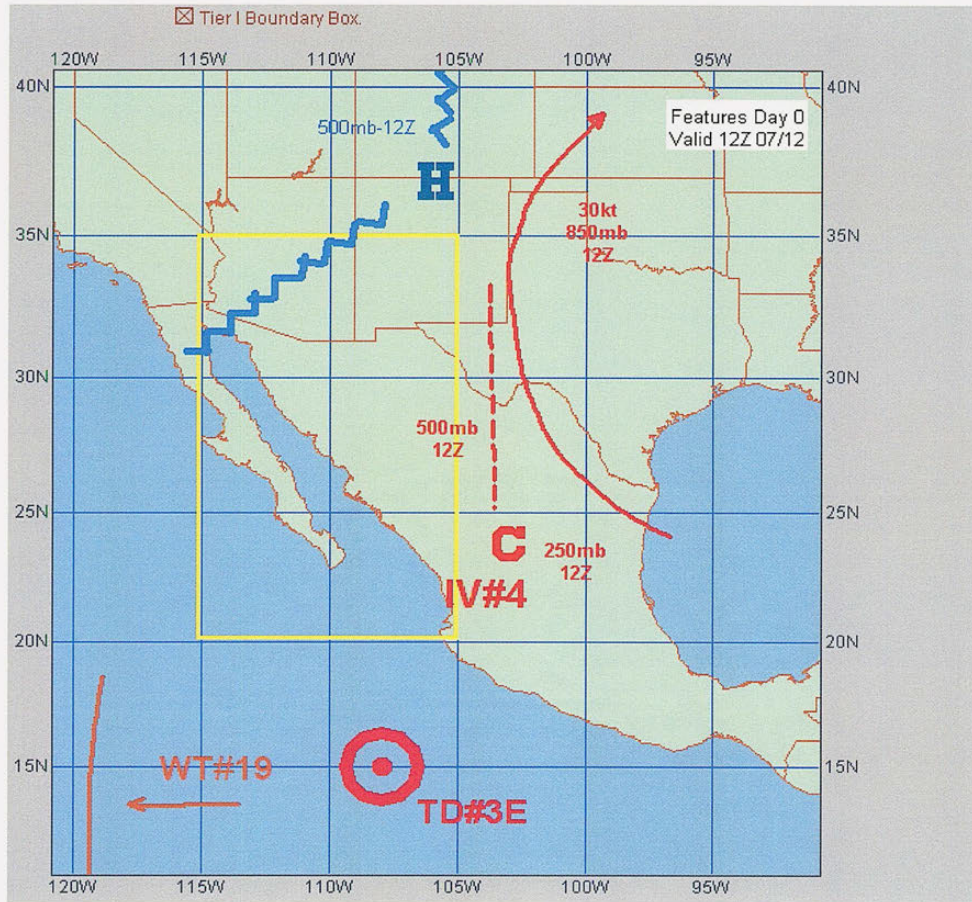 Tier I Boundary Box.
120W 115W 110W 105W 100W 95W
40N 40N
Features Day 0
Valid 12Z 07/12
500mb-12Z
H
30kt
850mb
12Z
35N 35N
30N 30N
500mb
12Z
25N 25N
C
250mb
12Z
IV#4
20N 20N
WT#19
15N 15N
TD#3E
120W 115W 110W 105W 100W 95W